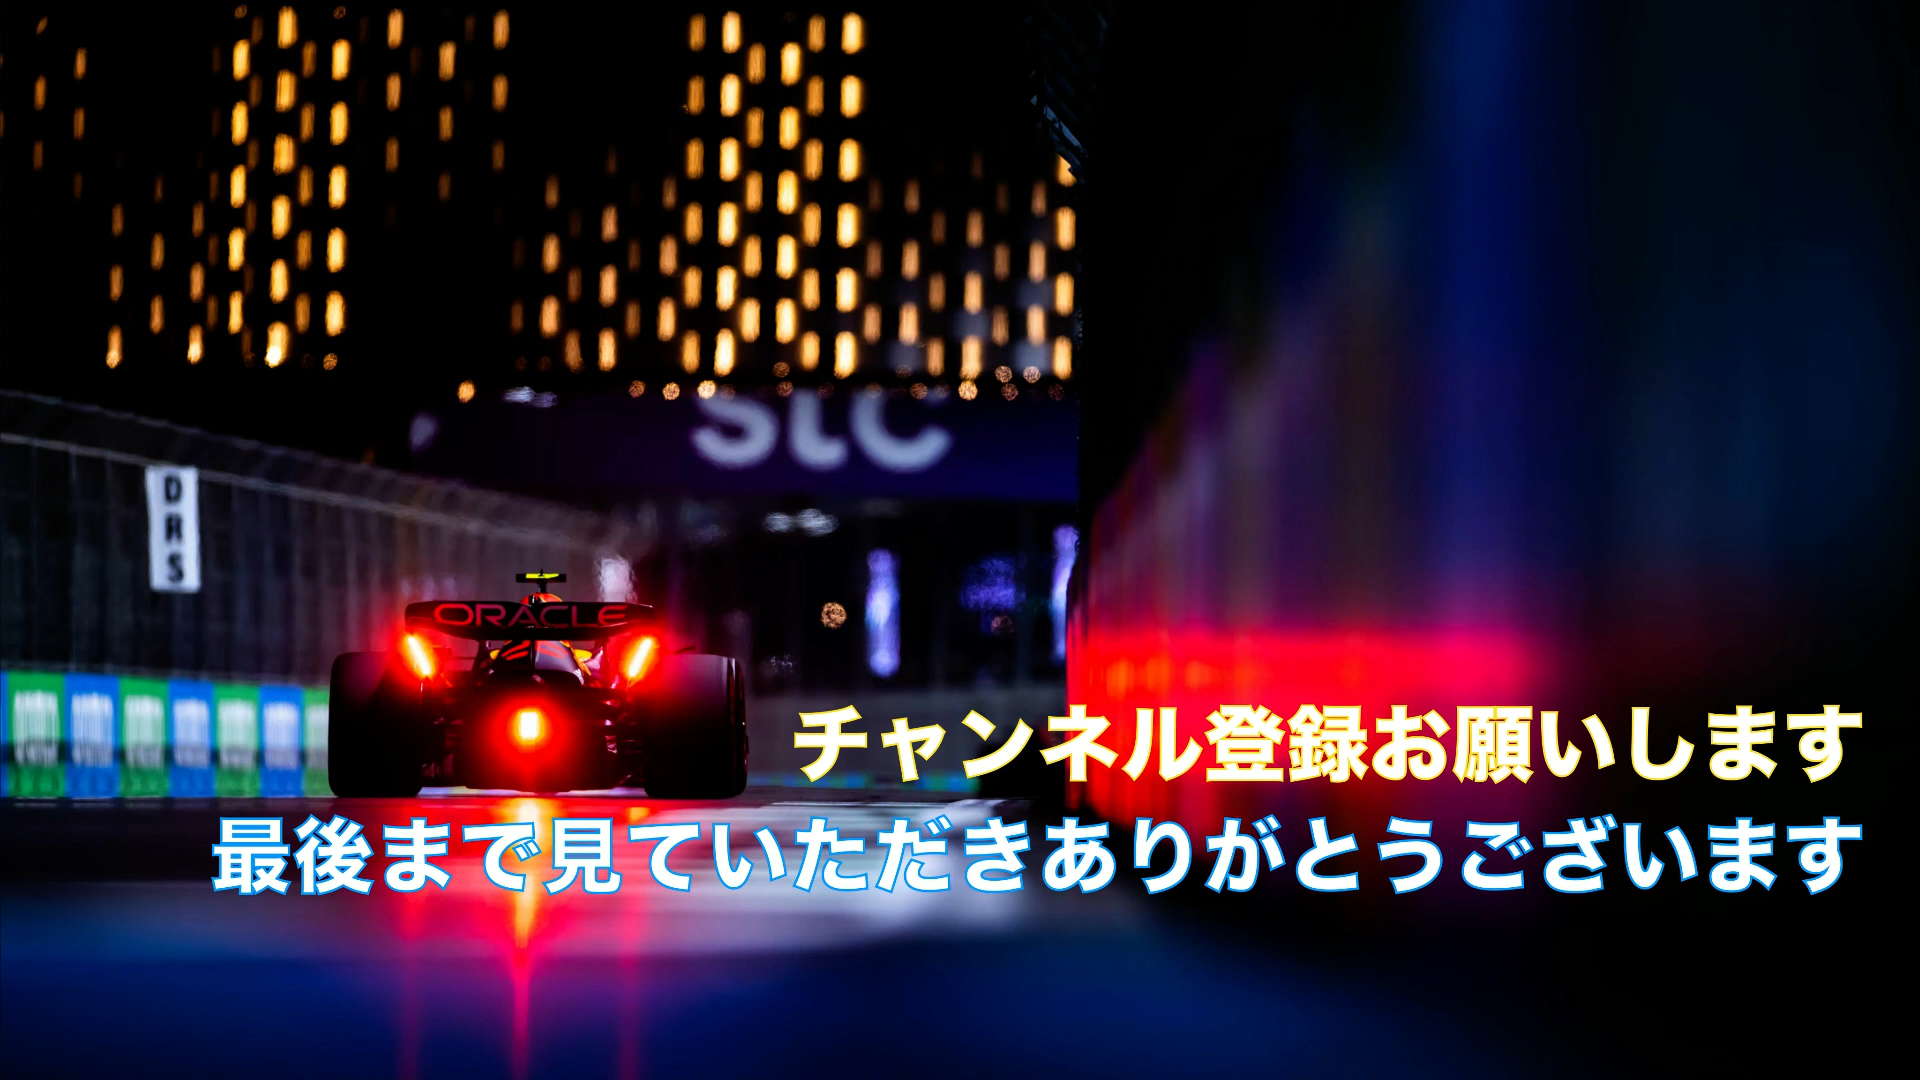 stc
DRS
ORACLE
チャンネル登録お願いします
最後まで見ていただきありがとうございます